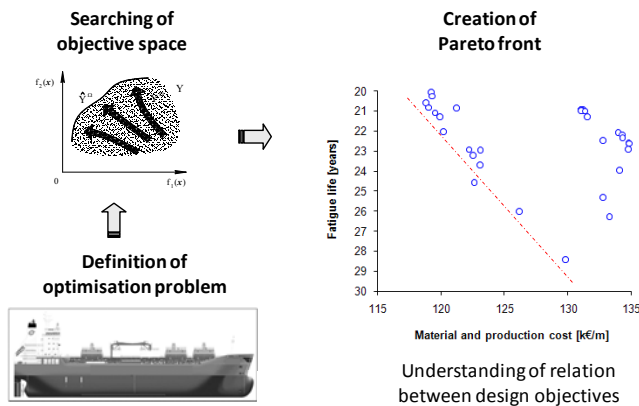 Searching of
objective space
f₂(x)
Ŷ^Ω
Y
0
f₁(x)
Definition of
optimisation problem
Creation of
Pareto front
Fatigue life [years]
20
21
22
23
24
25
26
27
28
29
30
115
120
125
130
135
Material and production cost [k€/m]
Understanding of relation
between design objectives